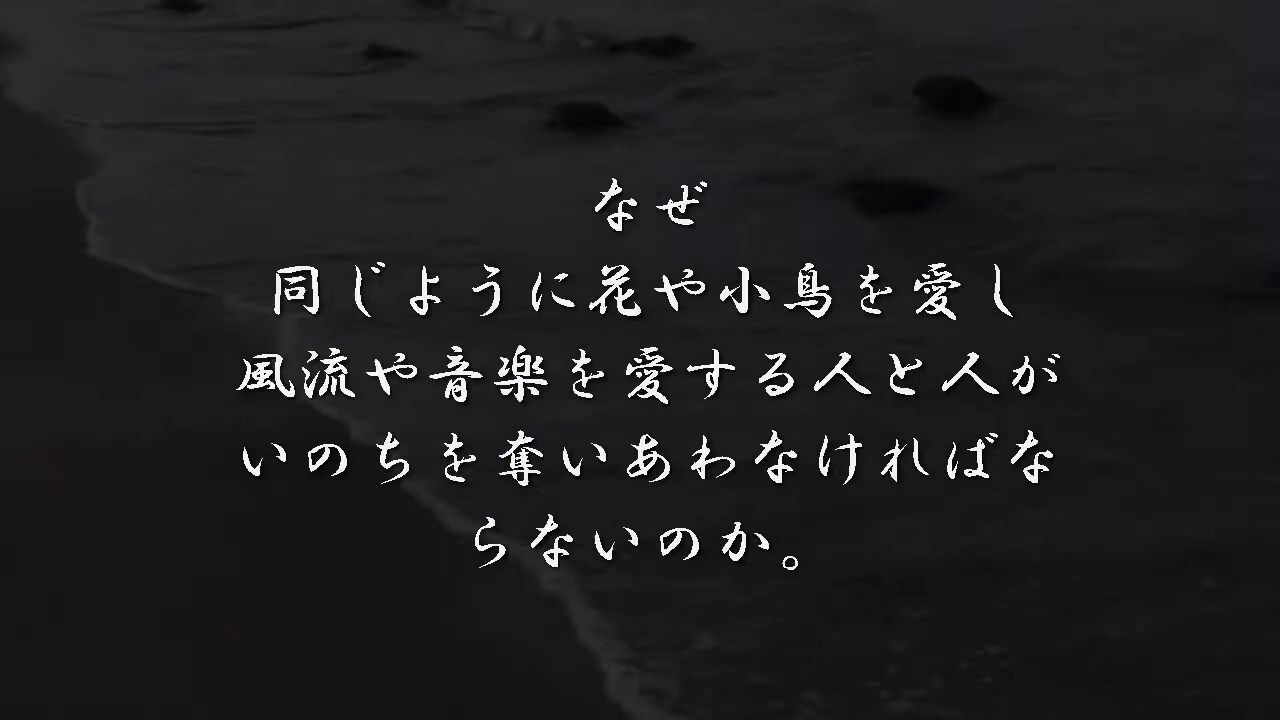 なぜ
同じように花や小鳥を愛し
風流や音楽を愛する人と人が
いのちを奪いあわなければな
らないのか。